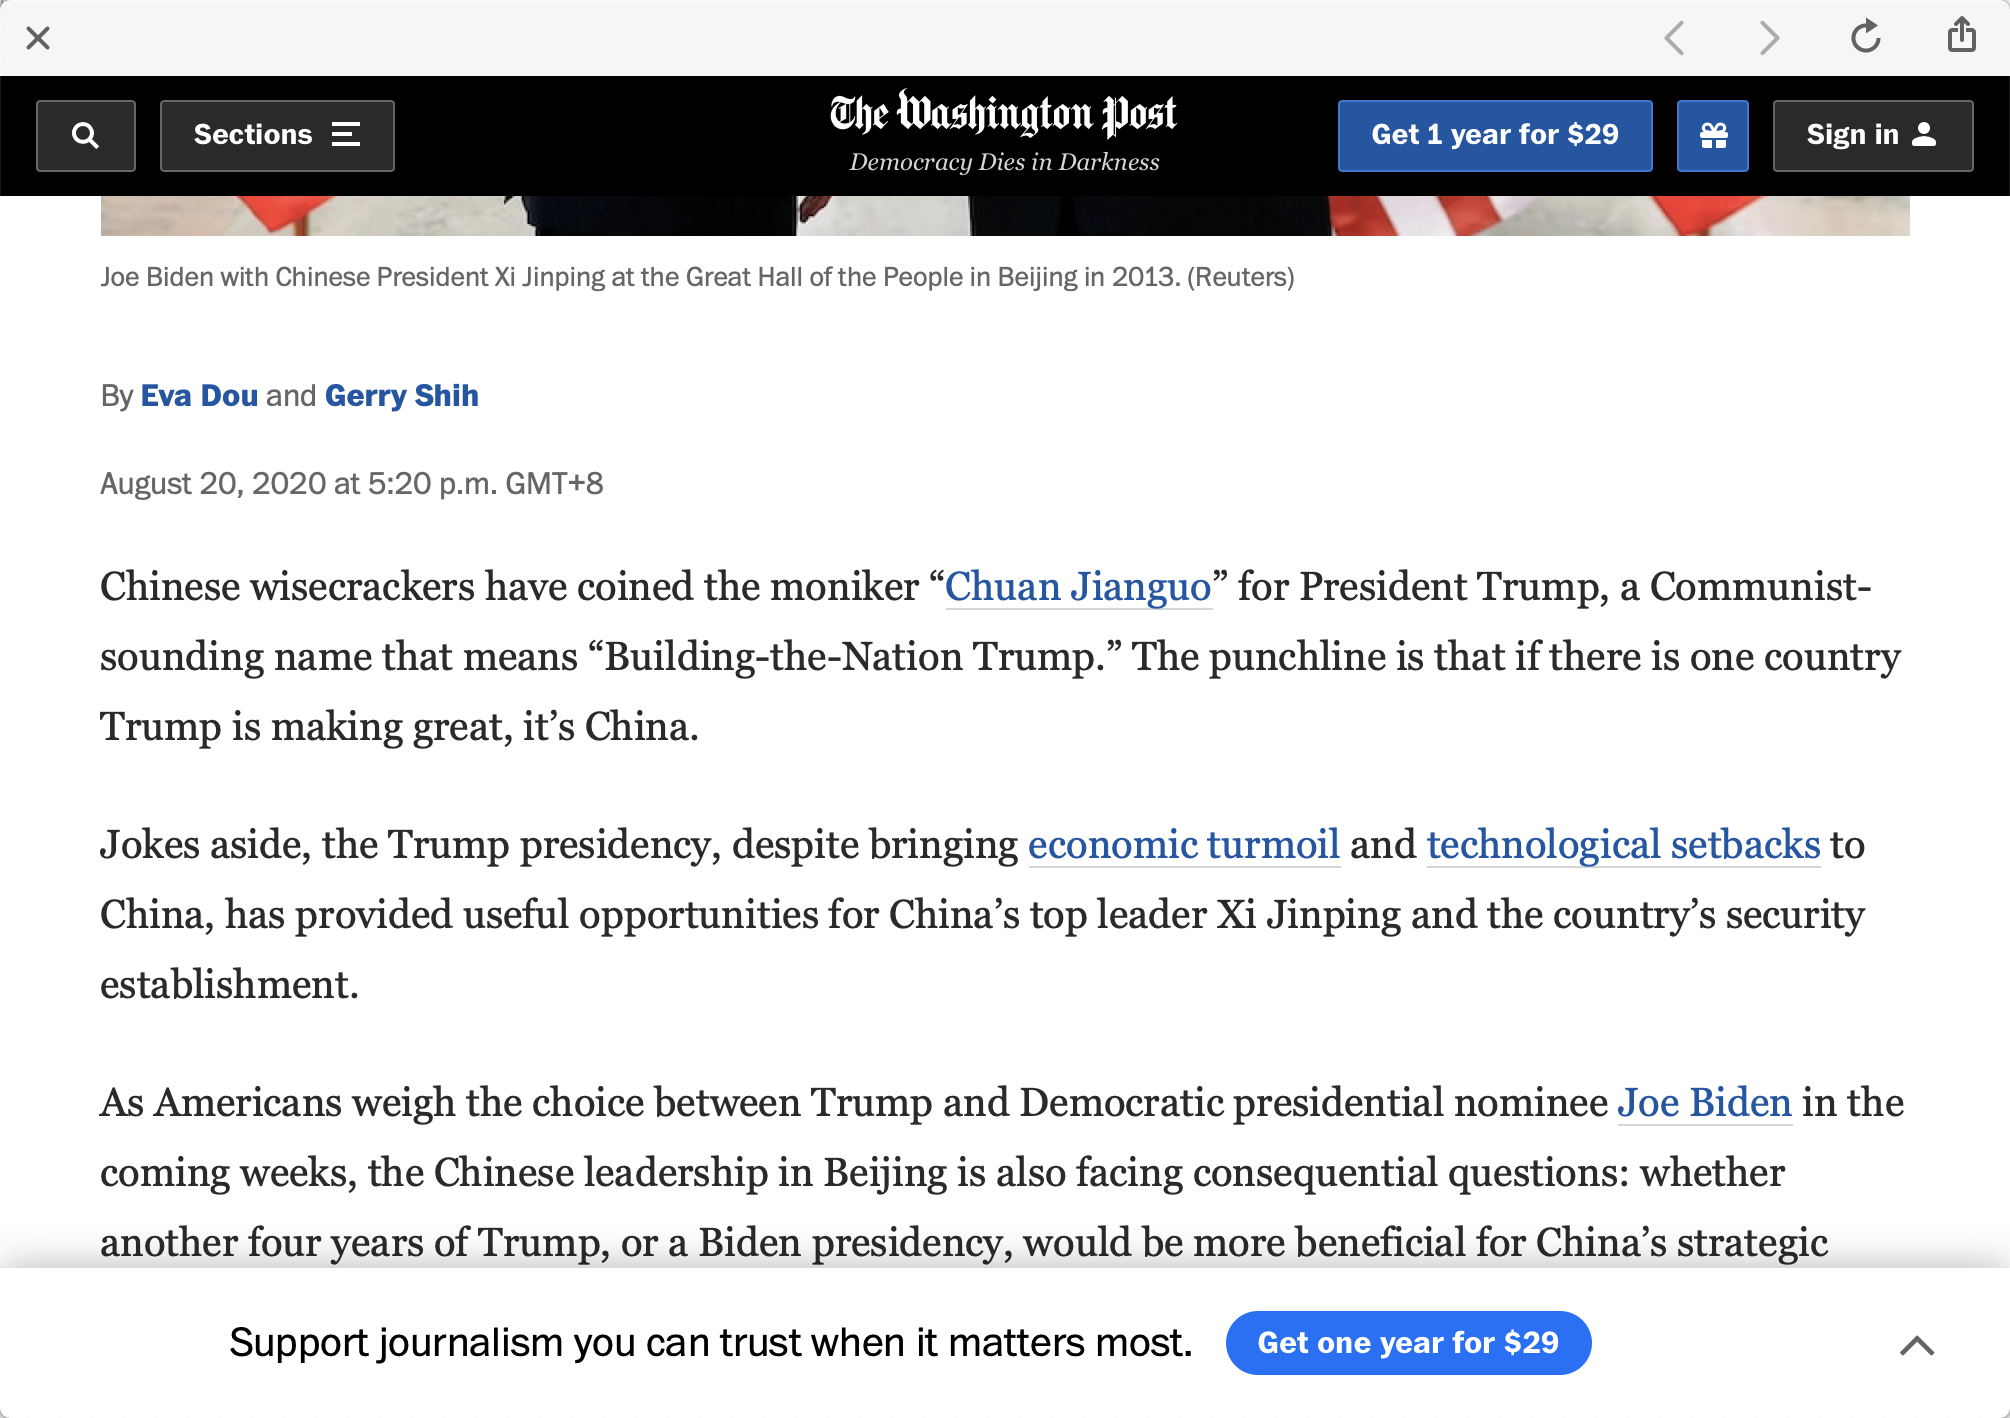 Sections
The Washington Post
Democracy Dies in Darkness
Get 1 year for $29
Sign in
Joe Biden with Chinese President Xi Jinping at the Great Hall of the People in Beijing in 2013. (Reuters)
By Eva Dou and Gerry Shih
August 20, 2020 at 5:20 p.m. GMT+8
Chinese wisecrackers have coined the moniker “Chuan Jianguo” for President Trump, a Communist-
sounding name that means “Building-the-Nation Trump.” The punchline is that if there is one country
Trump is making great, it’s China.
Jokes aside, the Trump presidency, despite bringing economic turmoil and technological setbacks to
China, has provided useful opportunities for China’s top leader Xi Jinping and the country’s security
establishment.
As Americans weigh the choice between Trump and Democratic presidential nominee Joe Biden in the
coming weeks, the Chinese leadership in Beijing is also facing consequential questions: whether
another four years of Trump, or a Biden presidency, would be more beneficial for China’s strategic
Support journalism you can trust when it matters most.
Get one year for $29